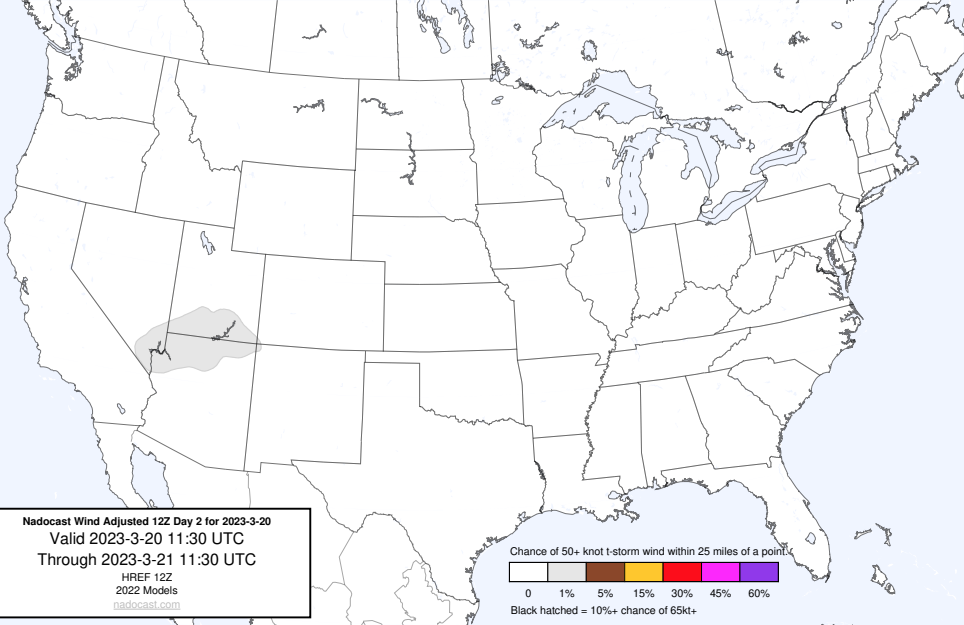 Nadocast Wind Adjusted 12Z Day 2 for 2023-3-20
Valid 2023-3-20 11:30 UTC
Through 2023-3-21 11:30 UTC
HREF 12Z
2022 Models
nadocast.com
Chance of 50+ knot t-storm wind within 25 miles of a point.
0 1% 5% 15% 30% 45% 60%
Black hatched = 10%+ chance of 65kt+